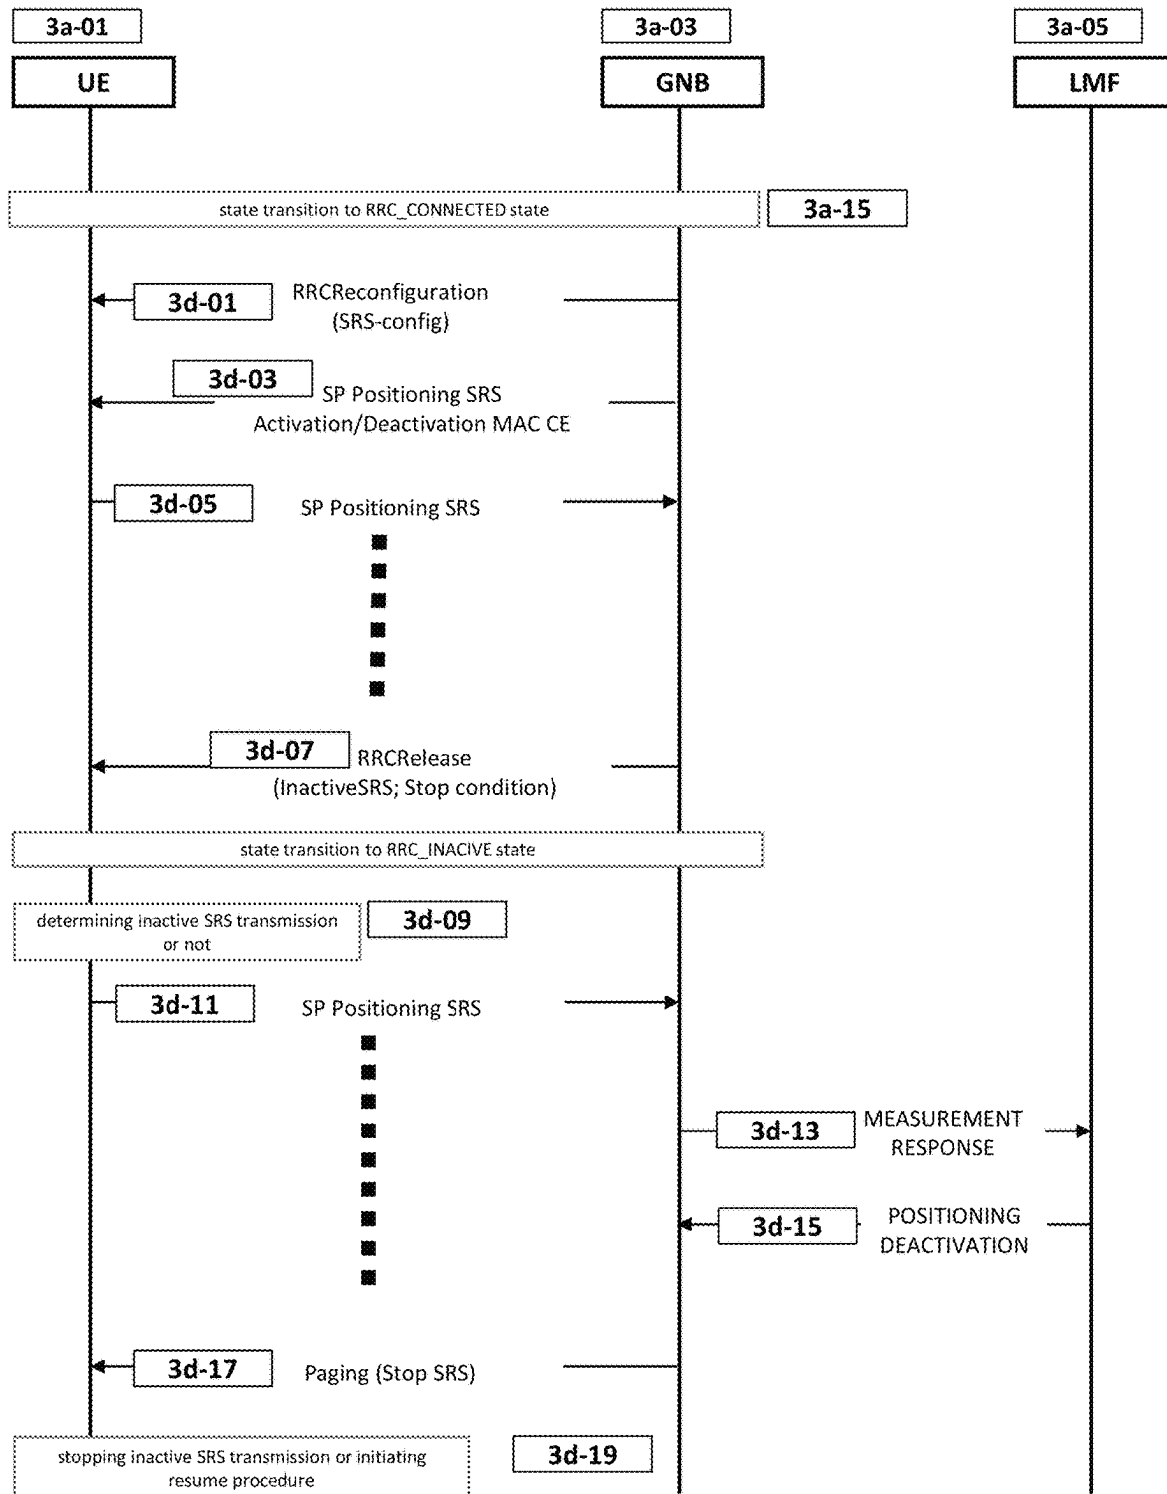 3a-01
3a-03
3a-05
UE
GNB
LMF
state transition to RRC_CONNECTED state
3a-15
3d-01
RRCReconfiguration
(SRS-config)
3d-03
SP Positioning SRS
Activation/Deactivation MAC CE
3d-05
SP Positioning SRS
3d-07
RRCRelease
(InactiveSRS; Stop condition)
state transition to RRC_INACIVE state
determining inactive SRS transmission
or not
3d-09
3d-11
SP Positioning SRS
3d-13
MEASUREMENT
RESPONSE
3d-15
POSITIONING
DEACTIVATION
3d-17
Paging (Stop SRS)
stopping inactive SRS transmission or initiating
resume procedure
3d-19